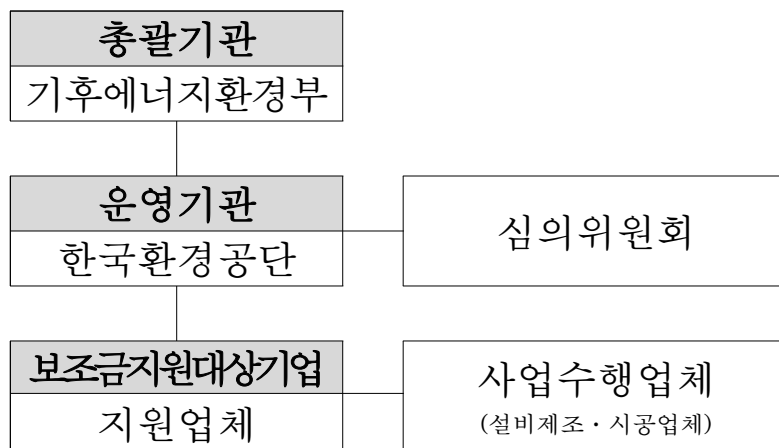 총괄기관
기후에너지환경부
운영기관
한국환경공단
심의위원회
보조금지원대상기업
지원업체
사업수행업체
(설비제조 · 시공업체)